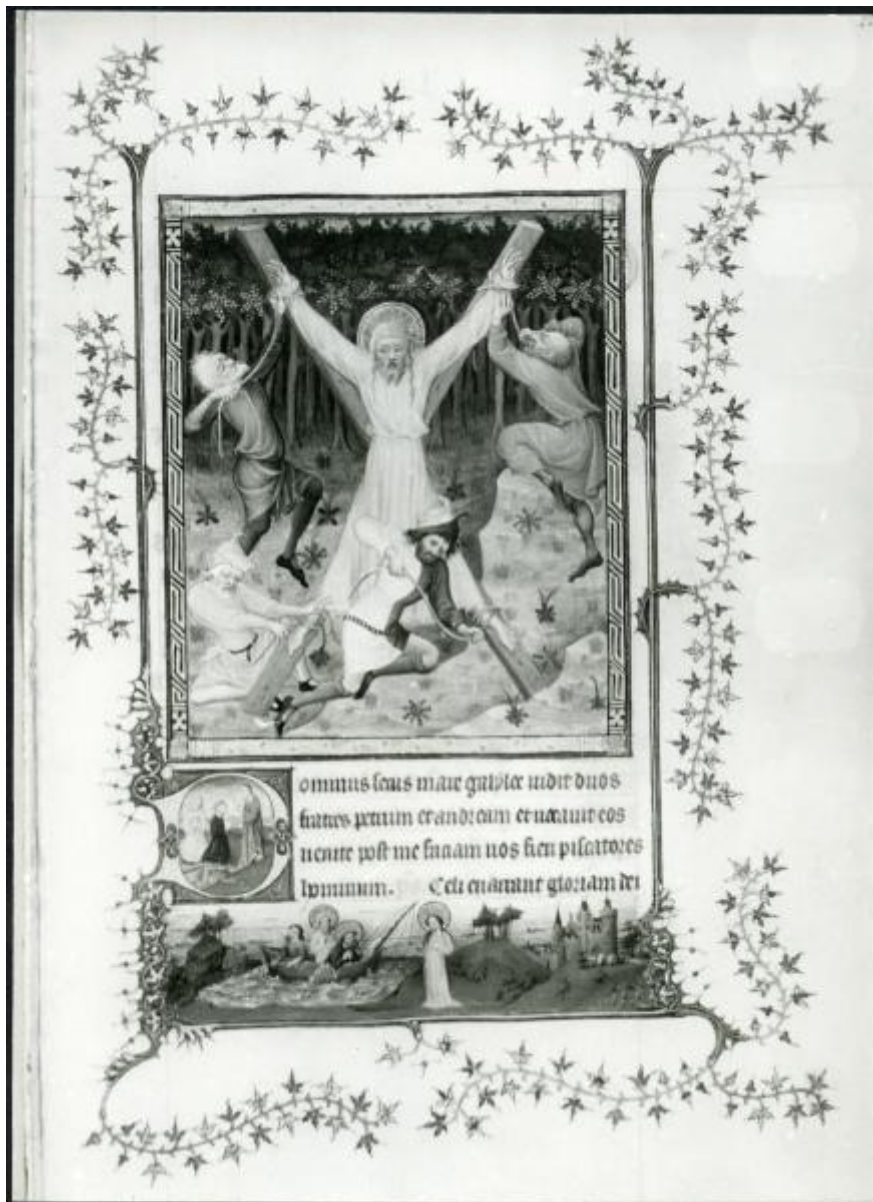 Dominus secus mare galylee uidit duos
fratres petrum et andream et uocauit eos
uenite post me faciam uos fieri piscatores
hominum. Celi enarrant gloriam dei